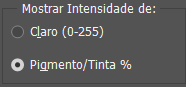 Mostrar Intensidade de:
Claro (0-255)
Pigmento/Tinta %